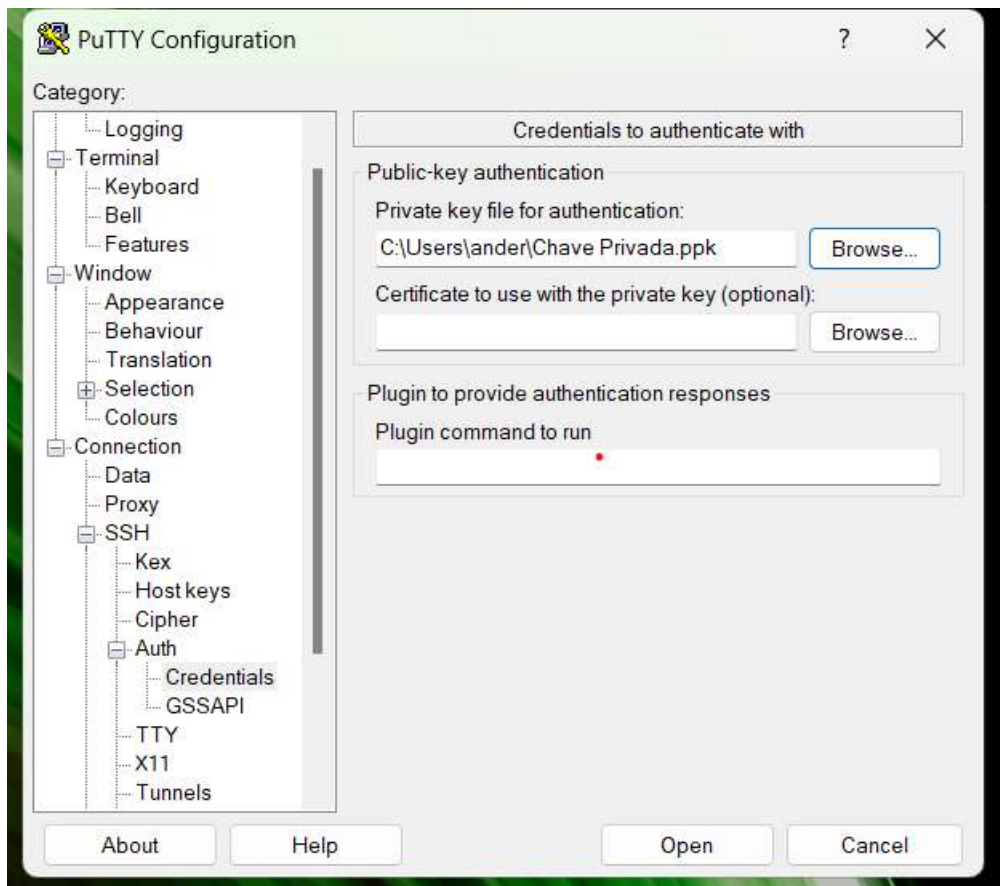 PuTTY Configuration
?
Category:
Logging
Terminal
Keyboard
Bell
Features
Window
Appearance
Behaviour
Translation
Selection
Colours
Connection
Data
Proxy
SSH
Kex
Host keys
Cipher
Auth
Credentials
GSSAPI
TTY
X11
Tunnels
Credentials to authenticate with
Public-key authentication
Private key file for authentication:
C:\Users\ander\Chave Privada.ppk
Browse...
Certificate to use with the private key (optional):
Browse...
Plugin to provide authentication responses
Plugin command to run
About
Help
Open
Cancel